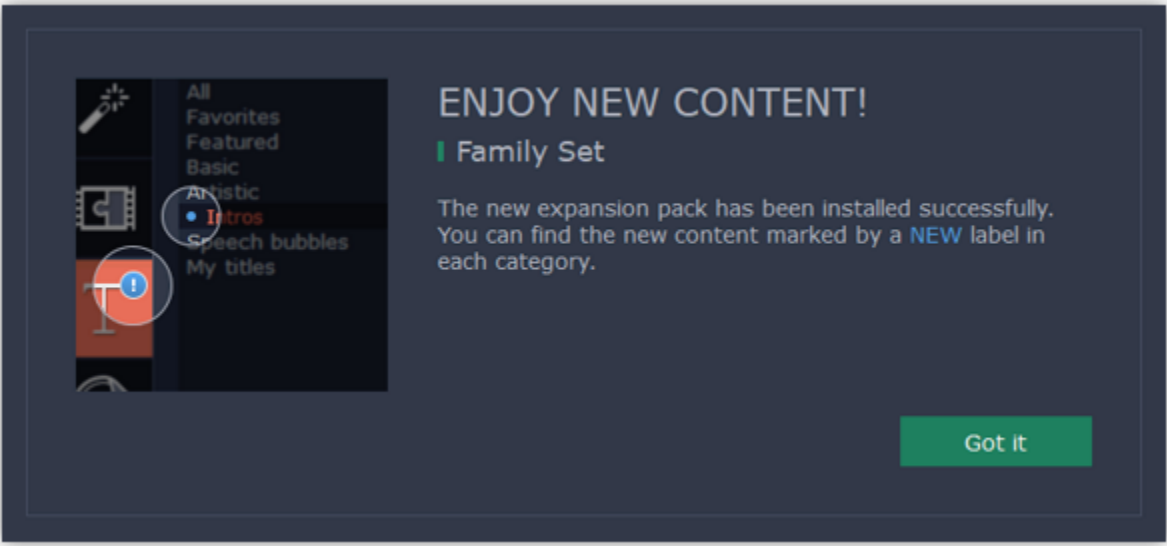 All
Favorites
Featured
Basic
Artistic
Intros
Speech bubbles
My titles
T
!
ENJOY NEW CONTENT!
Family Set
The new expansion pack has been installed successfully.
You can find the new content marked by a NEW label in
each category.
Got it